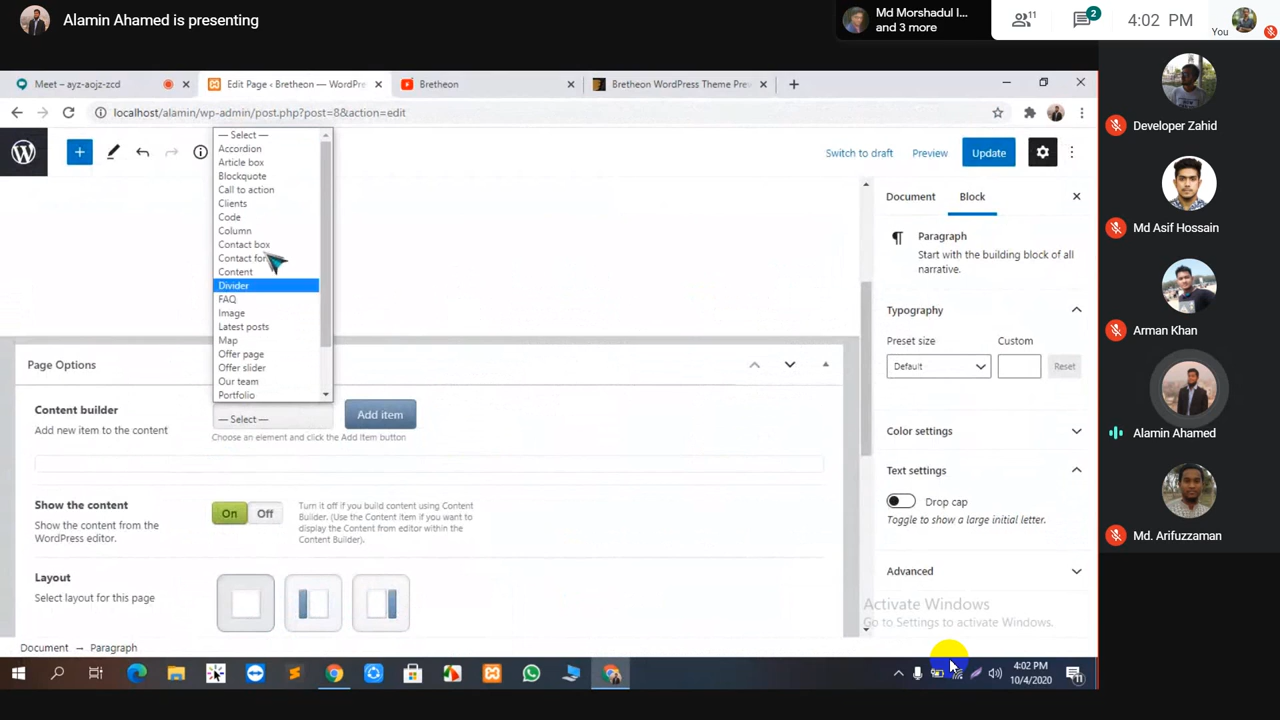 Alamin Ahamed is presenting
Md Morshadul I...
and 3 more
11
2
4:02 PM
You
Meet – ayz-aojz-zcd
Edit Page ‹ Bretheon — WordPre
Bretheon
Bretheon WordPress Theme Previ
localhost/alamin/wp-admin/post.php?post=8&action=edit
Switch to draft
Preview
Update
— Select —
Accordion
Article box
Blockquote
Call to action
Clients
Code
Column
Contact box
Contact for
Content
Divider
FAQ
Image
Latest posts
Map
Offer page
Offer slider
Our team
Portfolio
Document
Block
Paragraph
Start with the building block of all
narrative.
Typography
Preset size
Custom
Default
Reset
Color settings
Text settings
Drop cap
Toggle to show a large initial letter.
Advanced
Page Options
Content builder
Add new item to the content
— Select —
Add item
Choose an element and click the Add Item button
Show the content
Show the content from the
WordPress editor.
On
Off
Turn it off if you build content using Content
Builder. (Use the Content item if you want to
display the Content from editor within the
Content Builder).
Layout
Select layout for this page
Activate Windows
Go to Settings to activate Windows.
Document → Paragraph
4:02 PM
10/4/2020
11
Developer Zahid
Md Asif Hossain
Arman Khan
Alamin Ahamed
Md. Arifuzzaman